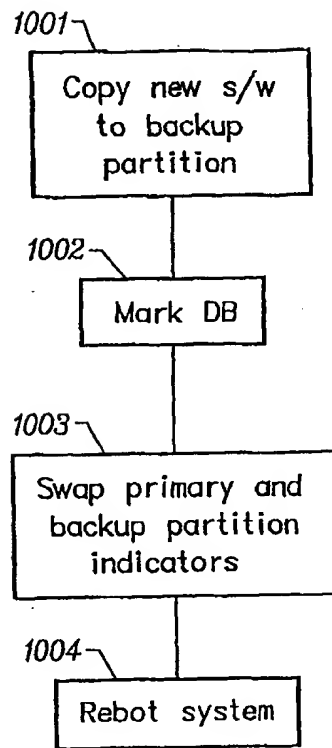 1001
Copy new s/w
to backup
partition
1002
Mark DB
1003
Swap primary and
backup partition
indicators
1004
Rebot system